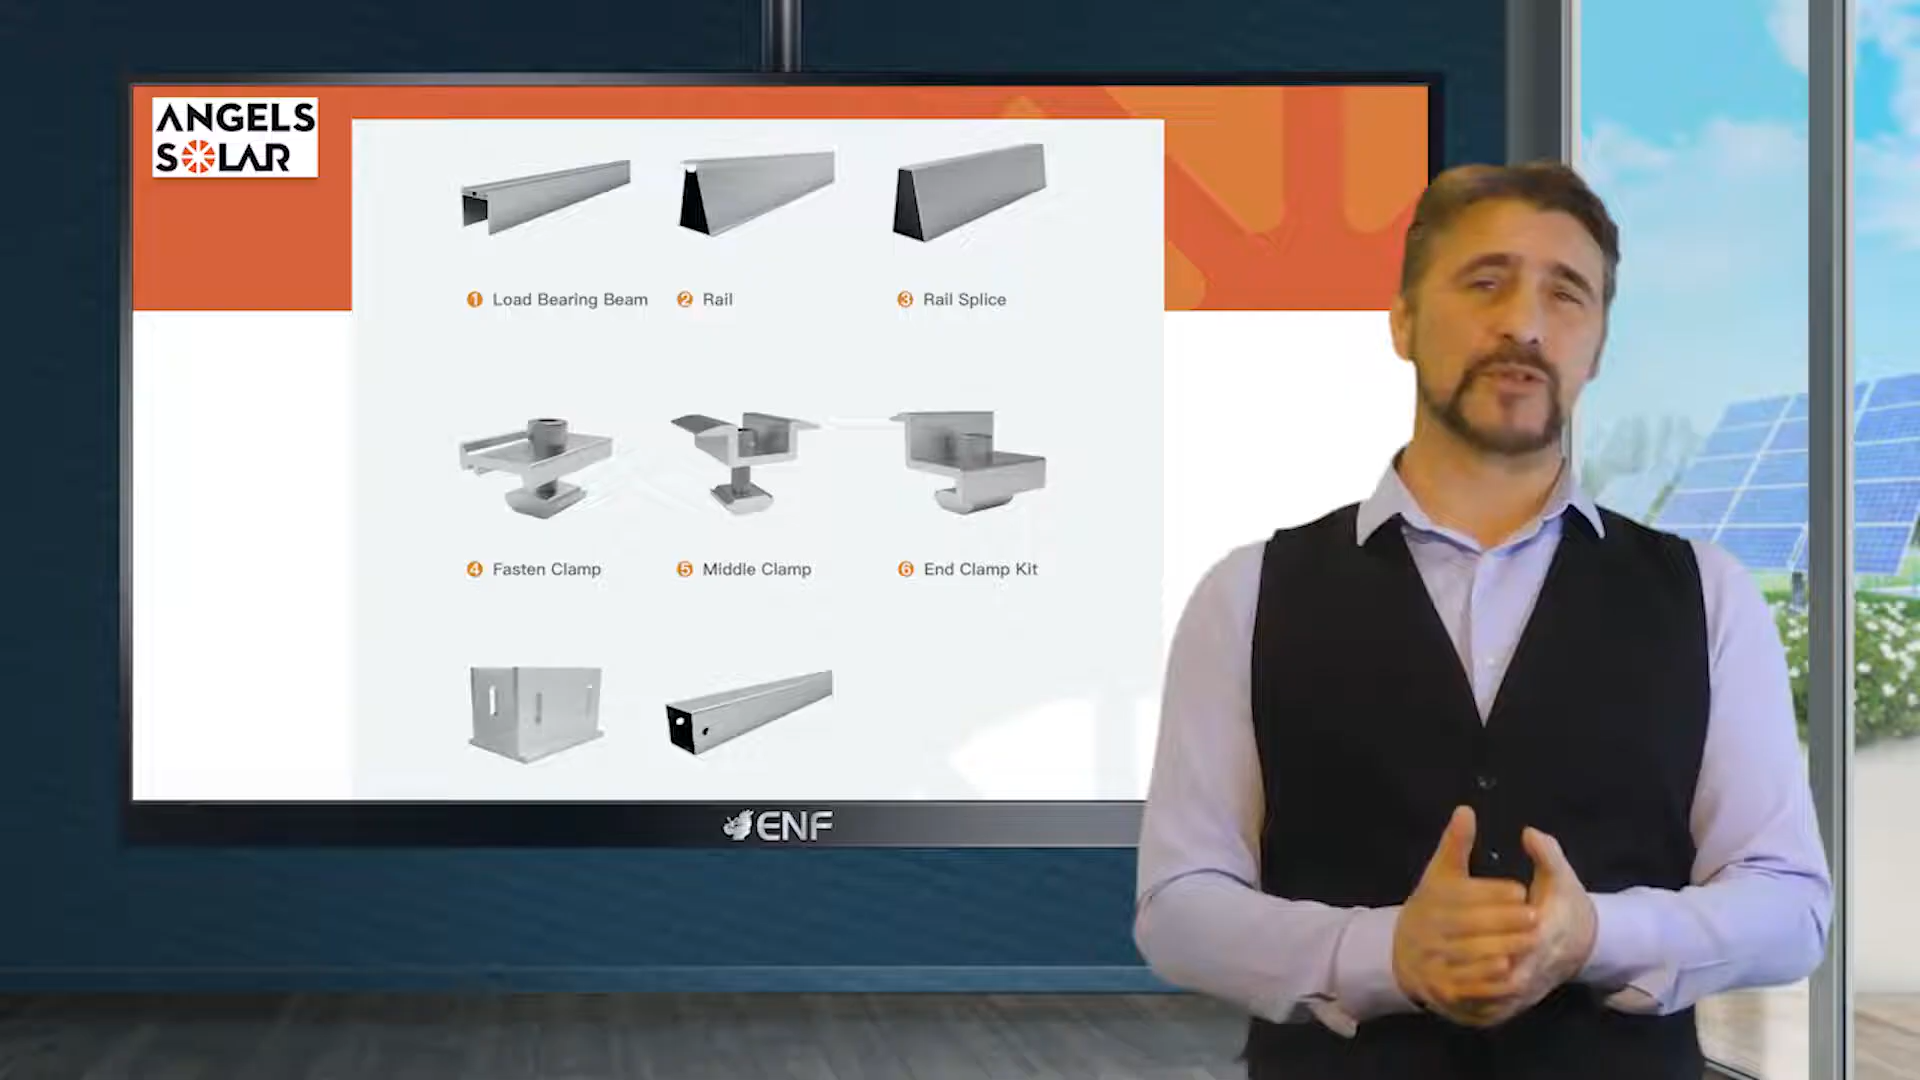 ANGELS
SOLAR
1 Load Bearing Beam
2 Rail
3 Rail Splice
4 Fasten Clamp
5 Middle Clamp
6 End Clamp Kit
ENF